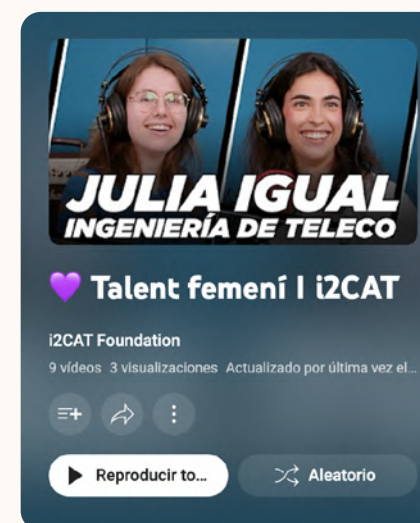 JULIA IGUAL
INGENIERÍA DE TELECO
💜 Talent femení | i2CAT
i2CAT Foundation
9 vídeos 3 visualizaciones Actualizado por última vez el...
Reproducir to...
Aleatorio